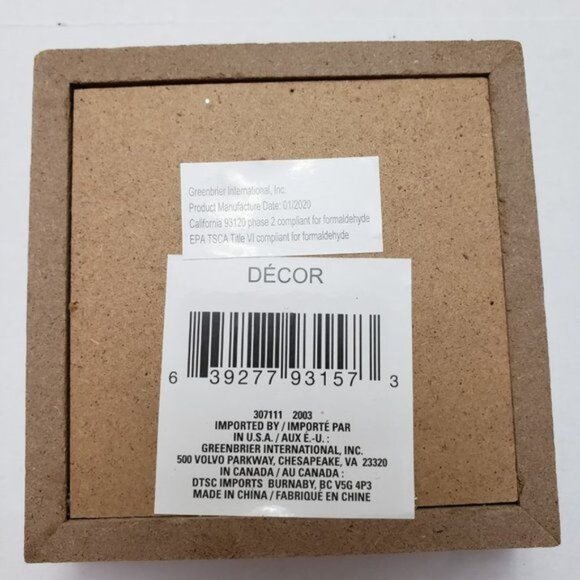 Greenbrier International, Inc.
Product Manufacture Date: 01/2020
California 93120 phase 2 compliant for formaldehyde
EPA TSCA Title VI compliant for formaldehyde
DÉCOR
6 39277 93157 3
307111 2003
IMPORTED BY / IMPORTÉ PAR
IN U.S.A. / AUX É.-U. :
GREENBRIER INTERNATIONAL, INC.
500 VOLVO PARKWAY, CHESAPEAKE, VA 23320
IN CANADA / AU CANADA :
DTSC IMPORTS BURNABY, BC V5G 4P3
MADE IN CHINA / FABRIQUÉ EN CHINE